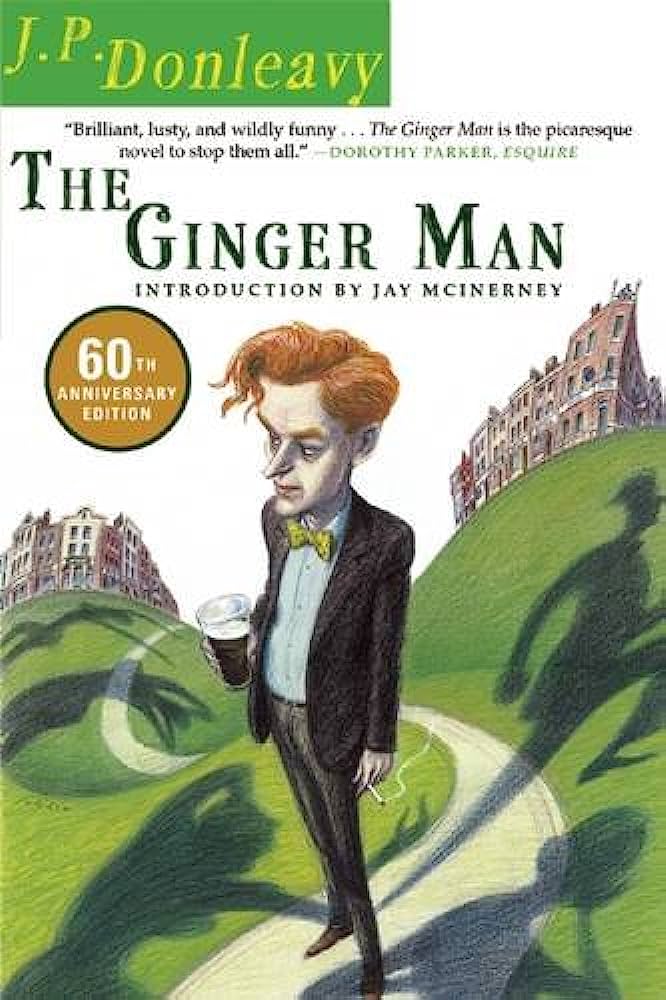 J.P. Donleavy
“Brilliant, lusty, and wildly funny . . . The Ginger Man is the picaresque
novel to stop them all.” —DOROTHY PARKER, ESQUIRE
THE
GINGER MAN
INTRODUCTION BY JAY MCINERNEY
60TH
ANNIVERSARY
EDITION